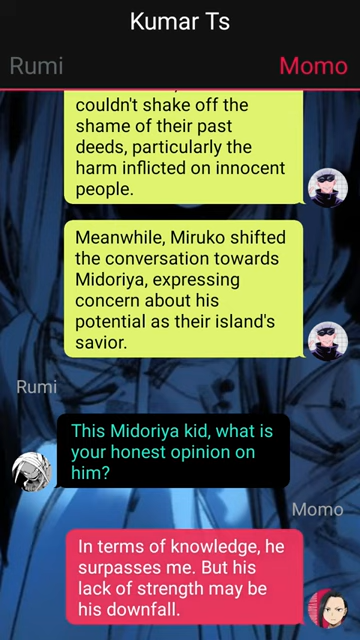 Kumar Ts
Rumi Momo
couldn't shake off the
shame of their past
deeds, particularly the
harm inflicted on innocent
people.
Meanwhile, Miruko shifted
the conversation towards
Midoriya, expressing
concern about his
potential as their island's
savior.
Rumi
This Midoriya kid, what is
your honest opinion on
him?
Momo
In terms of knowledge, he
surpasses me. But his
lack of strength may be
his downfall.